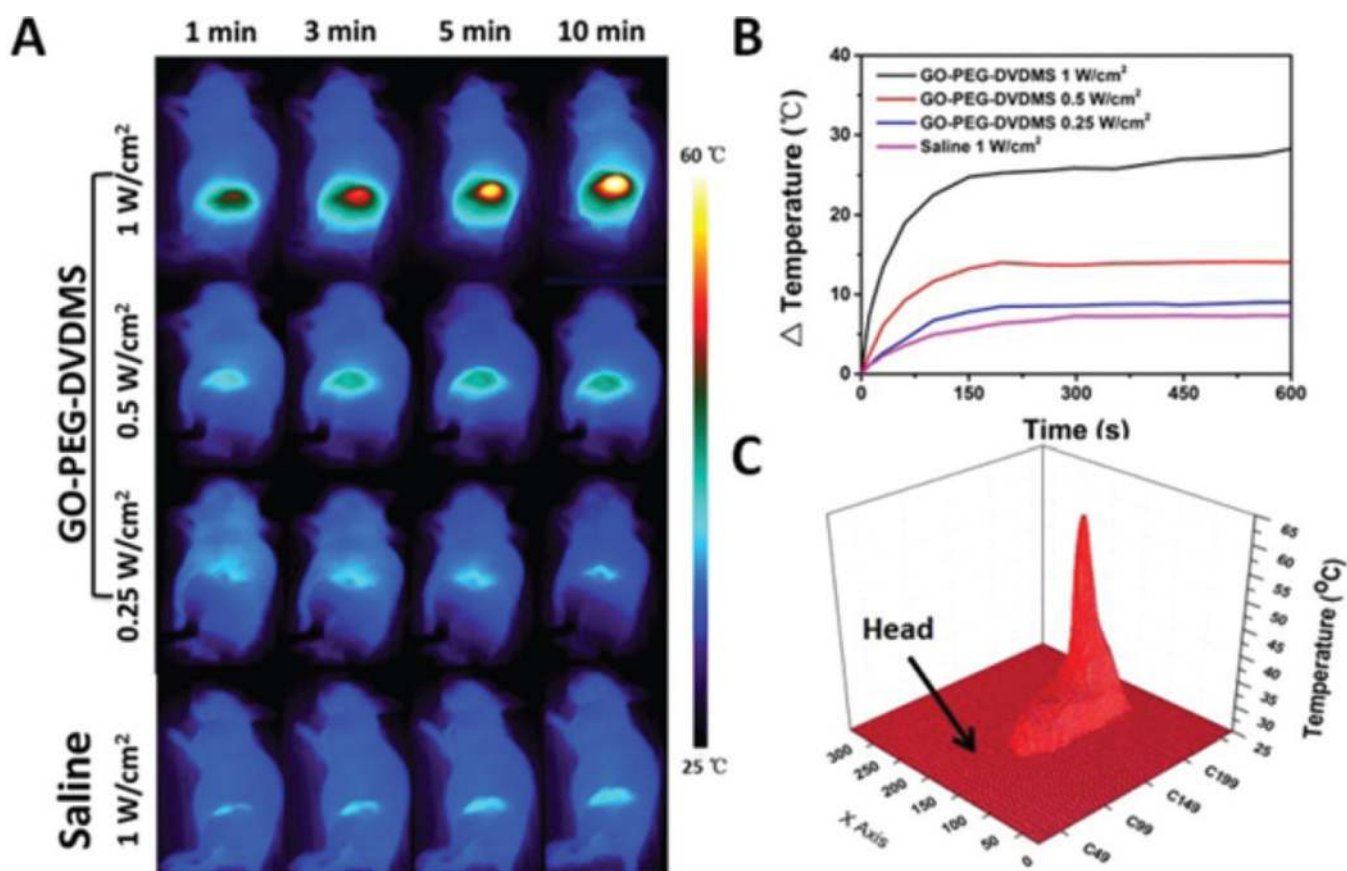 A
1 min 3 min 5 min 10 min
GO-PEG-DVDMS
1 W/cm²
0.5 W/cm²
0.25 W/cm²
Saline
1 W/cm²
60 ℃
25 ℃
B
GO-PEG-DVDMS 1 W/cm²
GO-PEG-DVDMS 0.5 W/cm²
GO-PEG-DVDMS 0.25 W/cm²
Saline 1 W/cm²
△ Temperature (℃)
40
30
20
10
0
0 150 300 450 600
Time (s)
C
Head
65
60
55
50
45
40
35
30
25
Temperature (°C)
300
250
200
150
100
50
0
X Axis
C199
C149
C99
C49